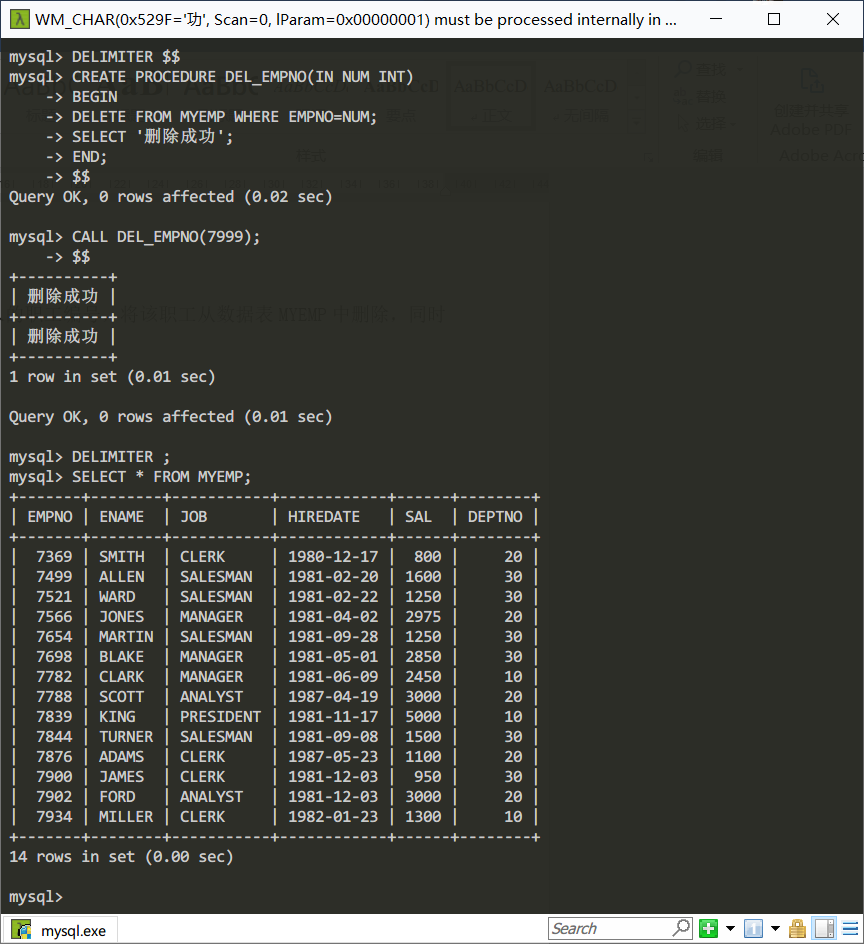 WM_CHAR(0x529F='功', Scan=0, lParam=0x00000001) must be processed internally in ...
mysql> DELIMITER $$
mysql> CREATE PROCEDURE DEL_EMPNO(IN NUM INT)
    -> BEGIN
    -> DELETE FROM MYEMP WHERE EMPNO=NUM;
    -> SELECT '删除成功';
    -> END;
    -> $$
Query OK, 0 rows affected (0.02 sec)
mysql> CALL DEL_EMPNO(7999);
    -> $$
+----------+
| 删除成功 |
+----------+
| 删除成功 |
+----------+
1 row in set (0.01 sec)
Query OK, 0 rows affected (0.01 sec)
mysql> DELIMITER ;
mysql> SELECT * FROM MYEMP;
+-------+--------+-----------+------------+------+--------+
| EMPNO | ENAME  | JOB       | HIREDATE   | SAL  | DEPTNO |
+-------+--------+-----------+------------+------+--------+
|  7369 | SMITH  | CLERK     | 1980-12-17 |  800 |     20 |
|  7499 | ALLEN  | SALESMAN  | 1981-02-20 | 1600 |     30 |
|  7521 | WARD   | SALESMAN  | 1981-02-22 | 1250 |     30 |
|  7566 | JONES  | MANAGER   | 1981-04-02 | 2975 |     20 |
|  7654 | MARTIN | SALESMAN  | 1981-09-28 | 1250 |     30 |
|  7698 | BLAKE  | MANAGER   | 1981-05-01 | 2850 |     30 |
|  7782 | CLARK  | MANAGER   | 1981-06-09 | 2450 |     10 |
|  7788 | SCOTT  | ANALYST   | 1987-04-19 | 3000 |     20 |
|  7839 | KING   | PRESIDENT | 1981-11-17 | 5000 |     10 |
|  7844 | TURNER | SALESMAN  | 1981-09-08 | 1500 |     30 |
|  7876 | ADAMS  | CLERK     | 1987-05-23 | 1100 |     20 |
|  7900 | JAMES  | CLERK     | 1981-12-03 |  950 |     30 |
|  7902 | FORD   | ANALYST   | 1981-12-03 | 3000 |     20 |
|  7934 | MILLER | CLERK     | 1982-01-23 | 1300 |     10 |
+-------+--------+-----------+------------+------+--------+
14 rows in set (0.00 sec)
mysql>
mysql.exe
Search